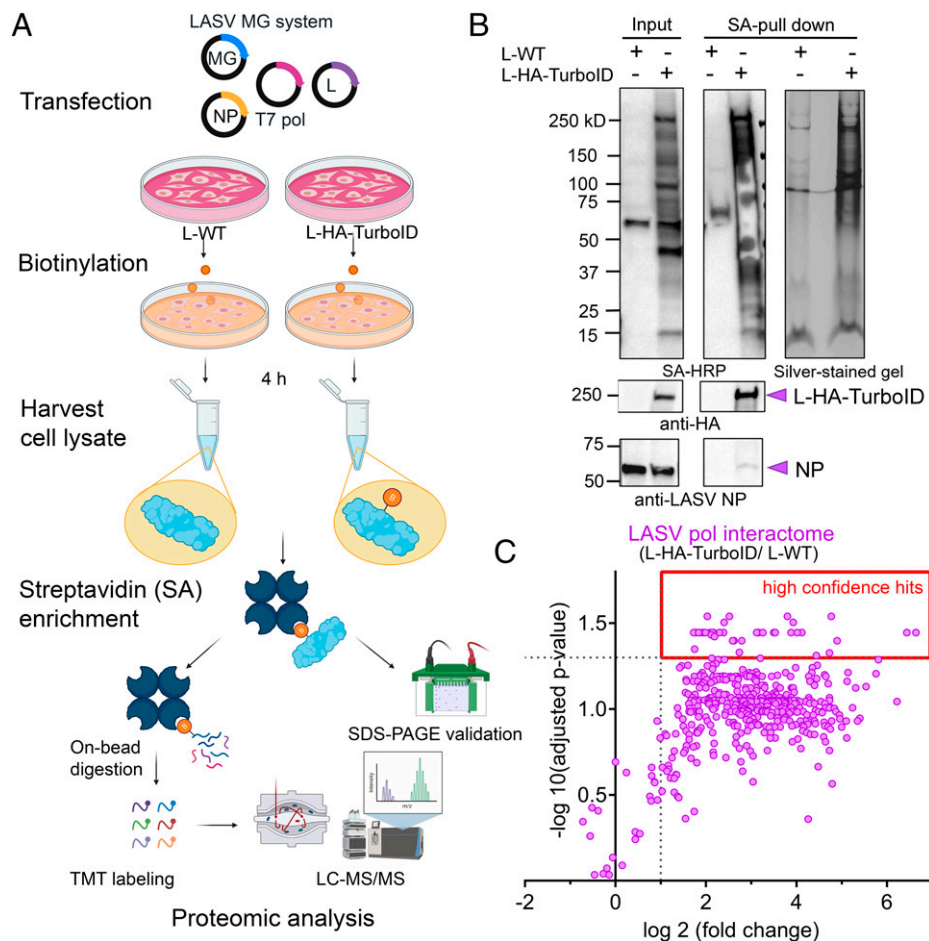 A
LASV MG system
MG
L
NP
T7 pol
Transfection
L-WT
L-HA-TurboID
Biotinylation
4 h
Harvest
cell lysate
B
Streptavidin (SA)
enrichment
B
B
On-bead
digestion
SDS-PAGE validation
Intensity
m/z
TMT labeling
LC-MS/MS
Proteomic analysis
B
Input
SA-pull down
L-WT
+ - + - + -
L-HA-TurboID
- + - + - +
250 kD
150
100
75
50
37
25
15
SA-HRP
Silver-stained gel
250
L-HA-TurboID
anti-HA
75
50
NP
anti-LASV NP
C
LASV pol interactome
(L-HA-TurboID/ L-WT)
high confidence hits
1.5
1.0
0.5
-log 10(adjusted p-value)
-2 0 2 4 6
log 2 (fold change)